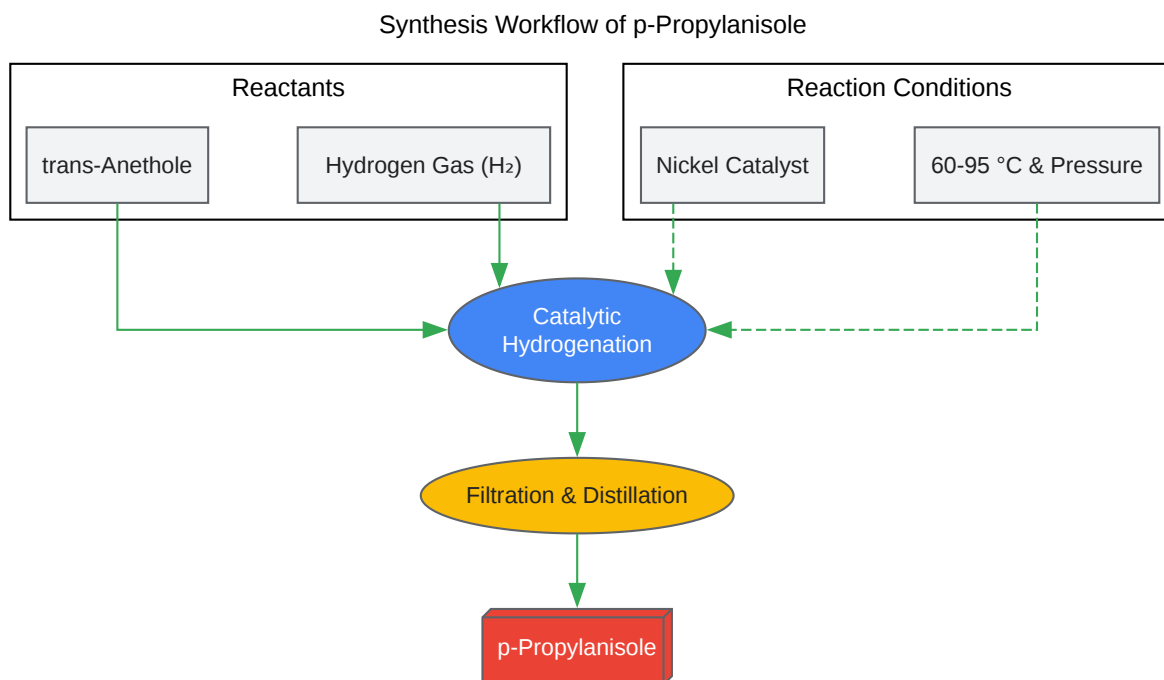 Synthesis Workflow of p-Propylanisole
Reactants
Reaction Conditions
trans-Anethole
Hydrogen Gas (H₂)
Nickel Catalyst
60-95 °C & Pressure
Catalytic
Hydrogenation
Filtration & Distillation
p-Propylanisole